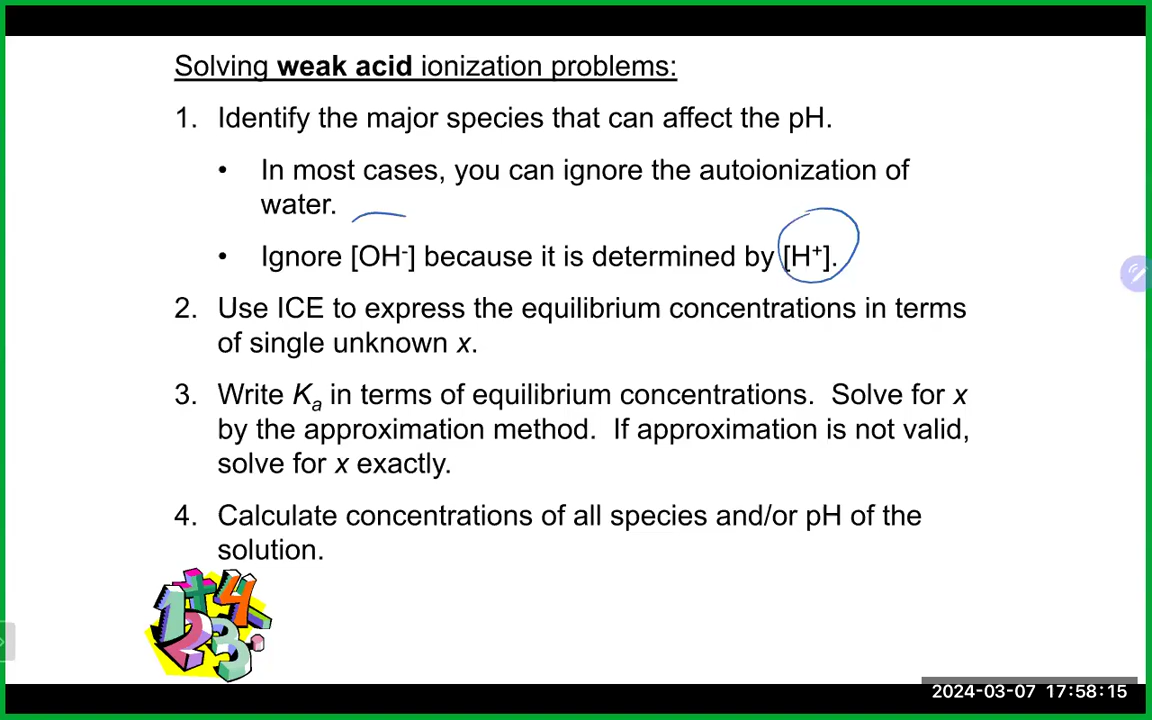 Solving weak acid ionization problems:
1. Identify the major species that can affect the pH.
• In most cases, you can ignore the autoionization of
water.
• Ignore [OH-] because it is determined by [H+].
2. Use ICE to express the equilibrium concentrations in terms
of single unknown x.
3. Write Ka in terms of equilibrium concentrations. Solve for x
by the approximation method. If approximation is not valid,
solve for x exactly.
4. Calculate concentrations of all species and/or pH of the
solution.
1 + 4
2 3
2024-03-07 17:58:15